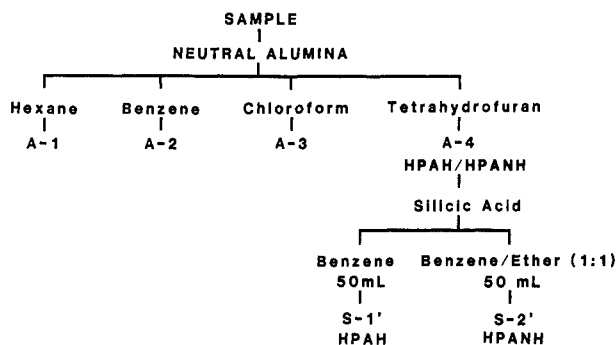 SAMPLE
NEUTRAL ALUMINA
Hexane Benzene Chloroform Tetrahydrofuran
A-1 A-2 A-3 A-4
HPAH/HPANH
Silicic Acid
Benzene Benzene/Ether (1:1)
50mL 50 mL
S-1' S-2'
HPAH HPANH